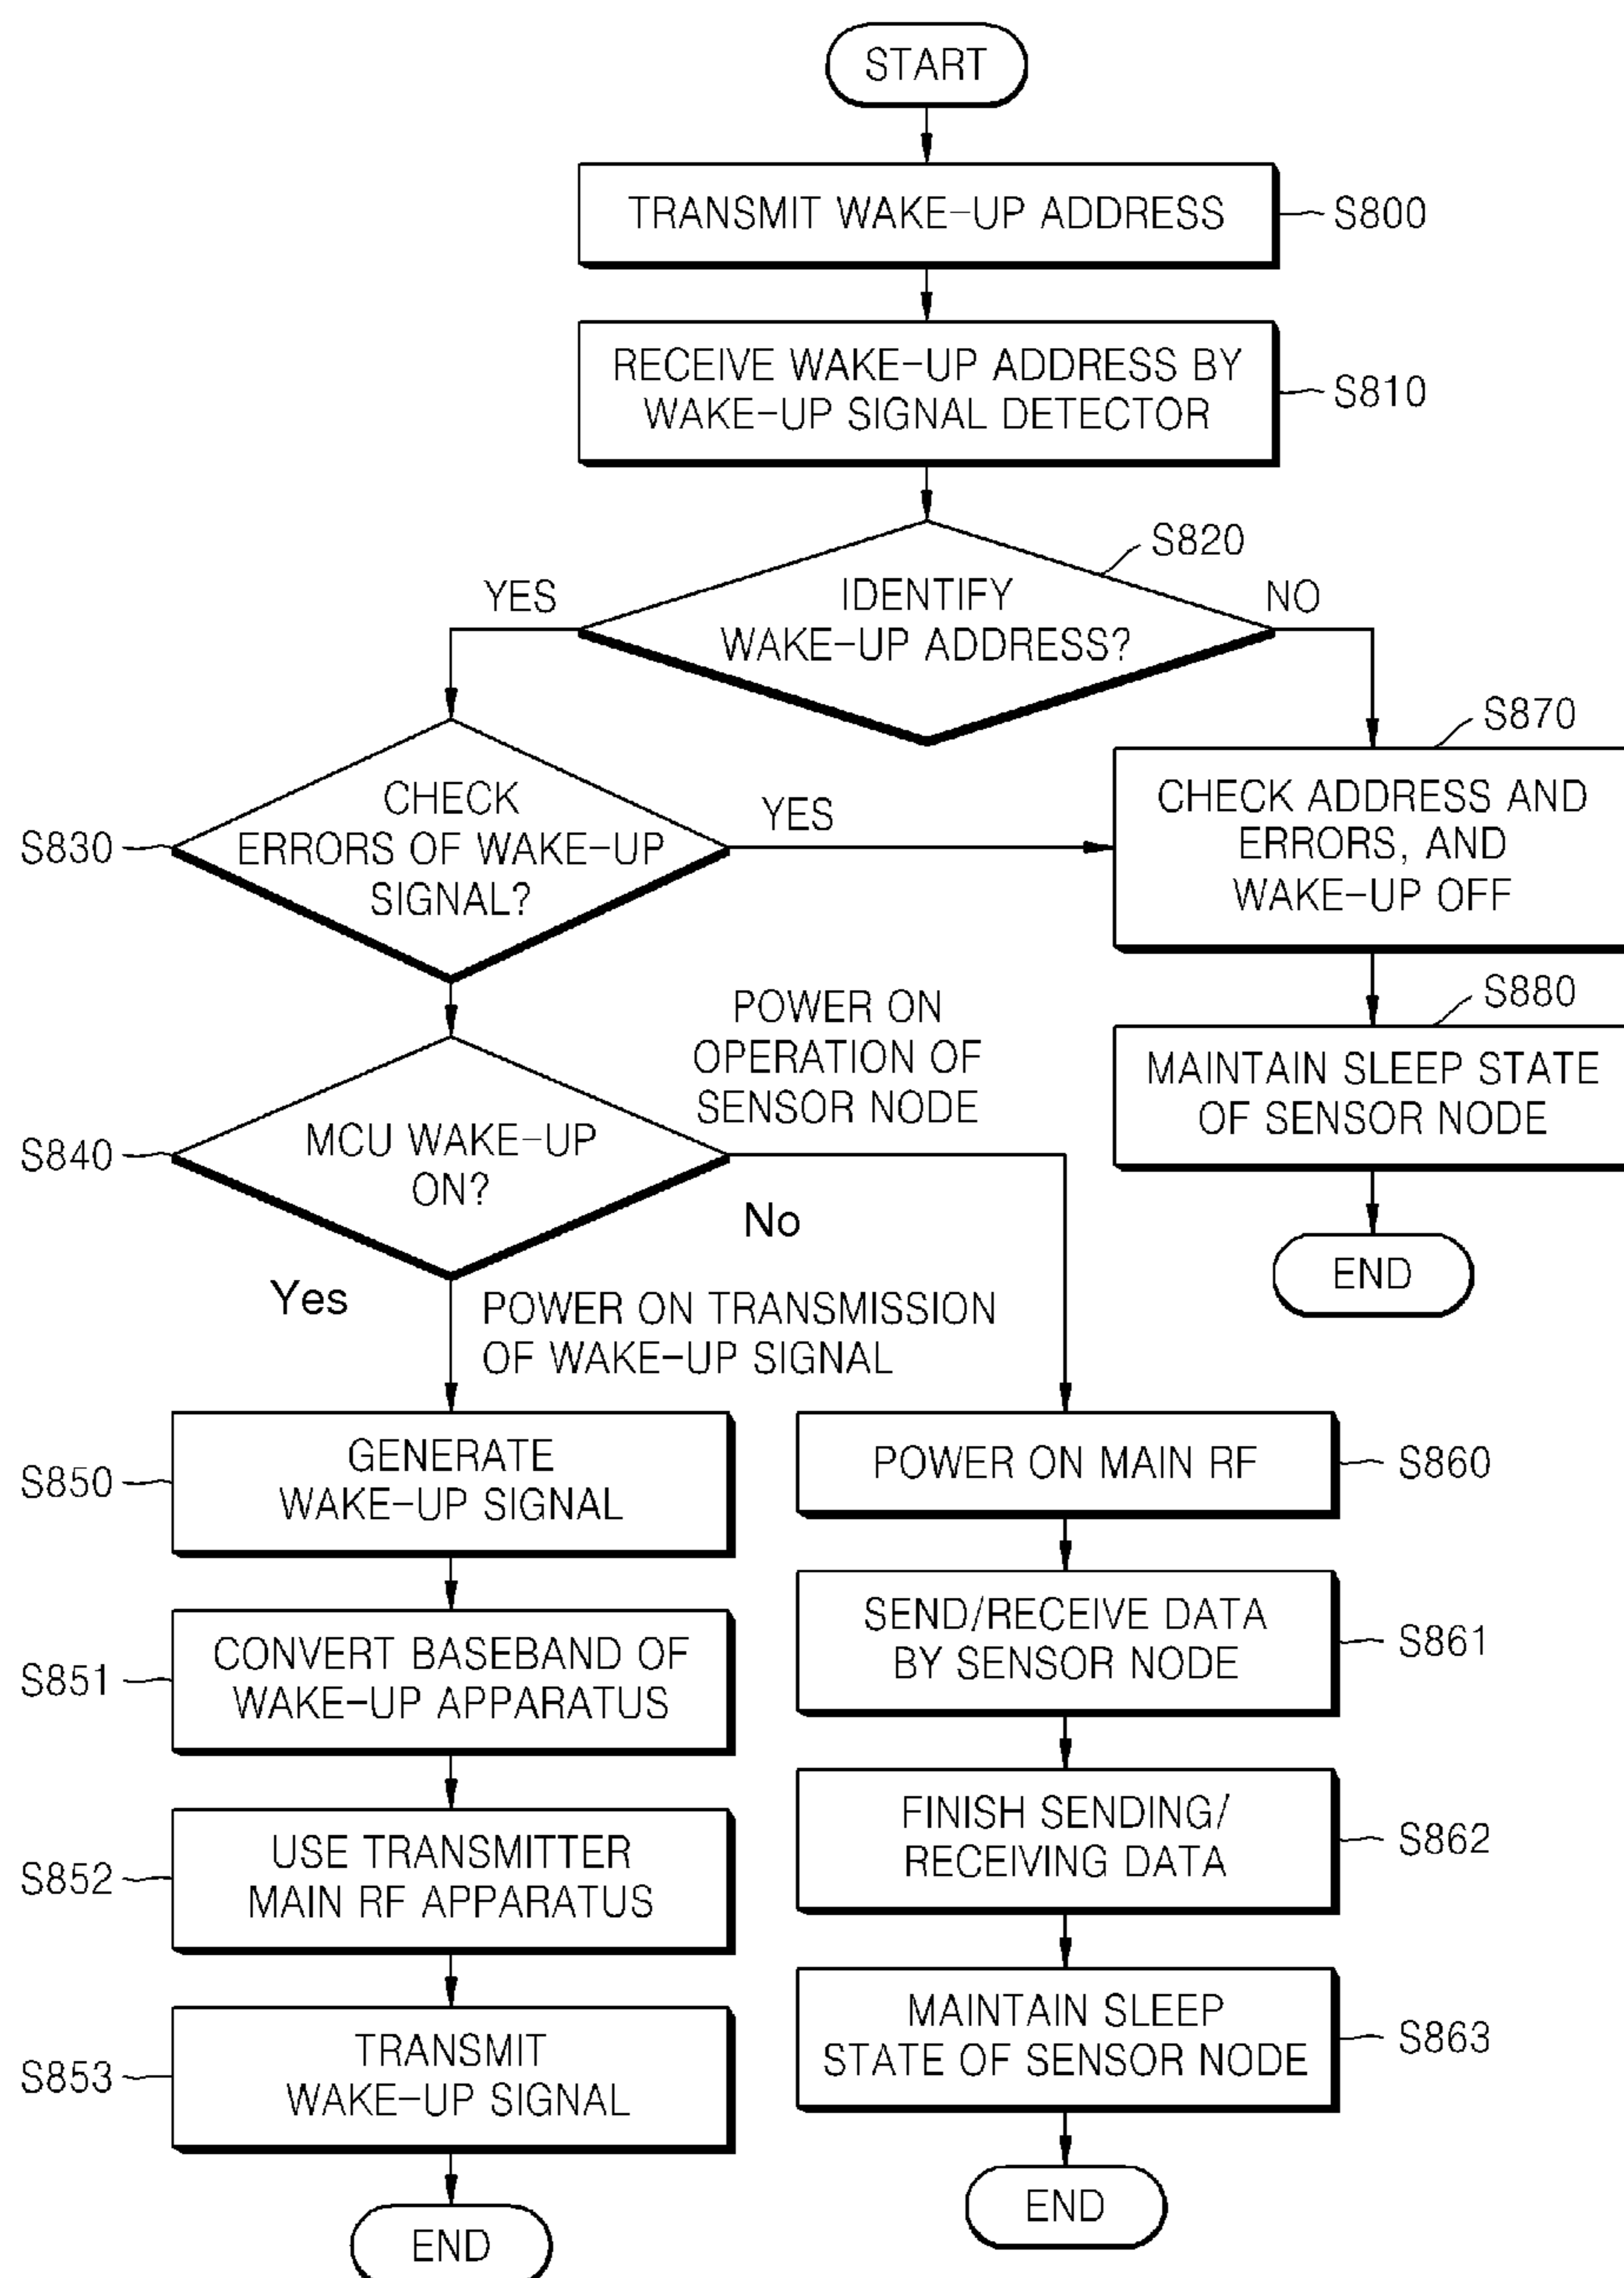 START
TRANSMIT WAKE-UP ADDRESS
S800
RECEIVE WAKE-UP ADDRESS BY
WAKE-UP SIGNAL DETECTOR
S810
S820
IDENTIFY
WAKE-UP ADDRESS?
YES
NO
S830
CHECK
ERRORS OF WAKE-UP
SIGNAL?
YES
S870
CHECK ADDRESS AND
ERRORS, AND
WAKE-UP OFF
S880
MAINTAIN SLEEP STATE
OF SENSOR NODE
END
S840
MCU WAKE-UP
ON?
POWER ON
OPERATION OF
SENSOR NODE
No
Yes
POWER ON TRANSMISSION
OF WAKE-UP SIGNAL
S850
GENERATE
WAKE-UP SIGNAL
S851
CONVERT BASEBAND OF
WAKE-UP APPARATUS
S852
USE TRANSMITTER
MAIN RF APPARATUS
S853
TRANSMIT
WAKE-UP SIGNAL
END
POWER ON MAIN RF
S860
SEND/RECEIVE DATA
BY SENSOR NODE
S861
FINISH SENDING/
RECEIVING DATA
S862
MAINTAIN SLEEP
STATE OF SENSOR NODE
S863
END